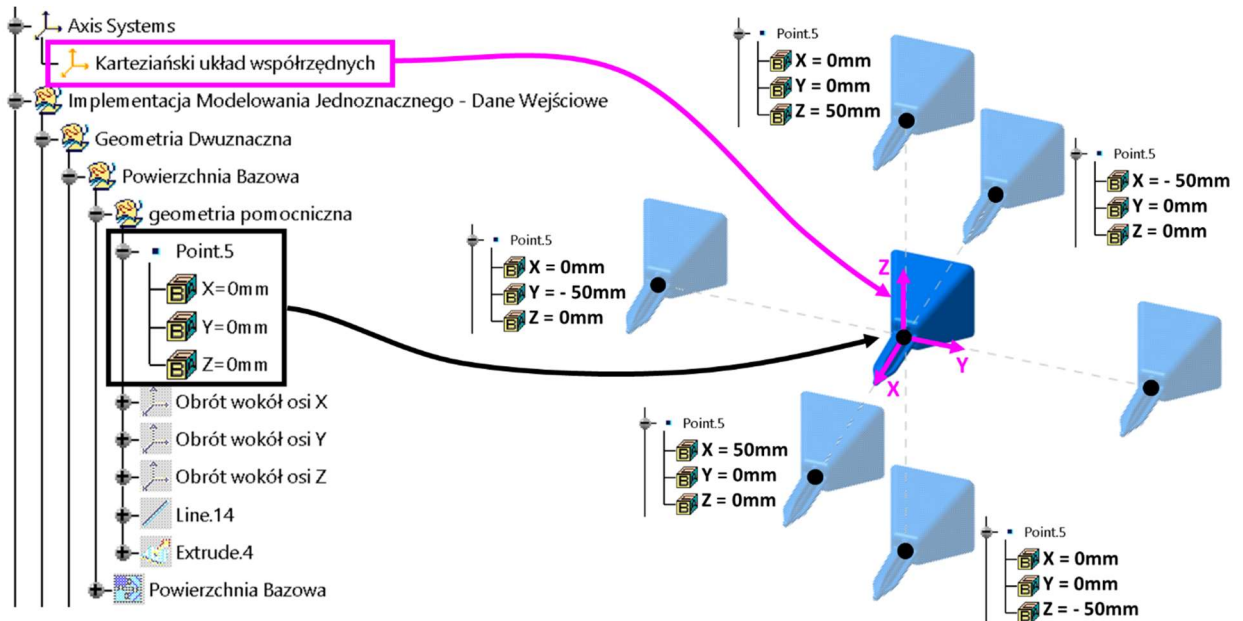 Axis Systems
Karteziański układ współrzędnych
Implementacja Modelowania Jednoznacznego - Dane Wejściowe
Geometria Dwuznaczna
Powierzchnia Bazowa
geometria pomocniczna
Point.5
X=0mm
Y=0mm
Z=0mm
Obrót wokół osi X
Obrót wokół osi Y
Obrót wokół osi Z
Line.14
Extrude.4
Powierzchnia Bazowa
Point.5
X = 0mm
Y = 0mm
Z = 50mm
Point.5
X = - 50mm
Y = 0mm
Z = 0mm
Point.5
X = 0mm
Y = - 50mm
Z = 0mm
Z
Y
X
Point.5
X = 50mm
Y = 0mm
Z = 0mm
Point.5
X = 0mm
Y = 0mm
Z = - 50mm